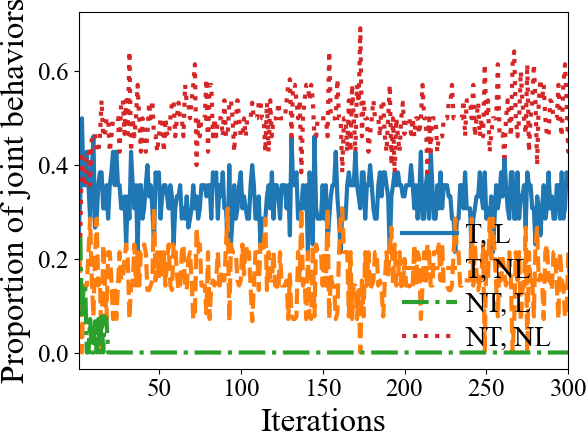 Proportion of joint behaviors
0.6
0.4
0.2
0.0
T, L
T, NL
NT, L
NT, NL
50
100
150
200
250
300
Iterations